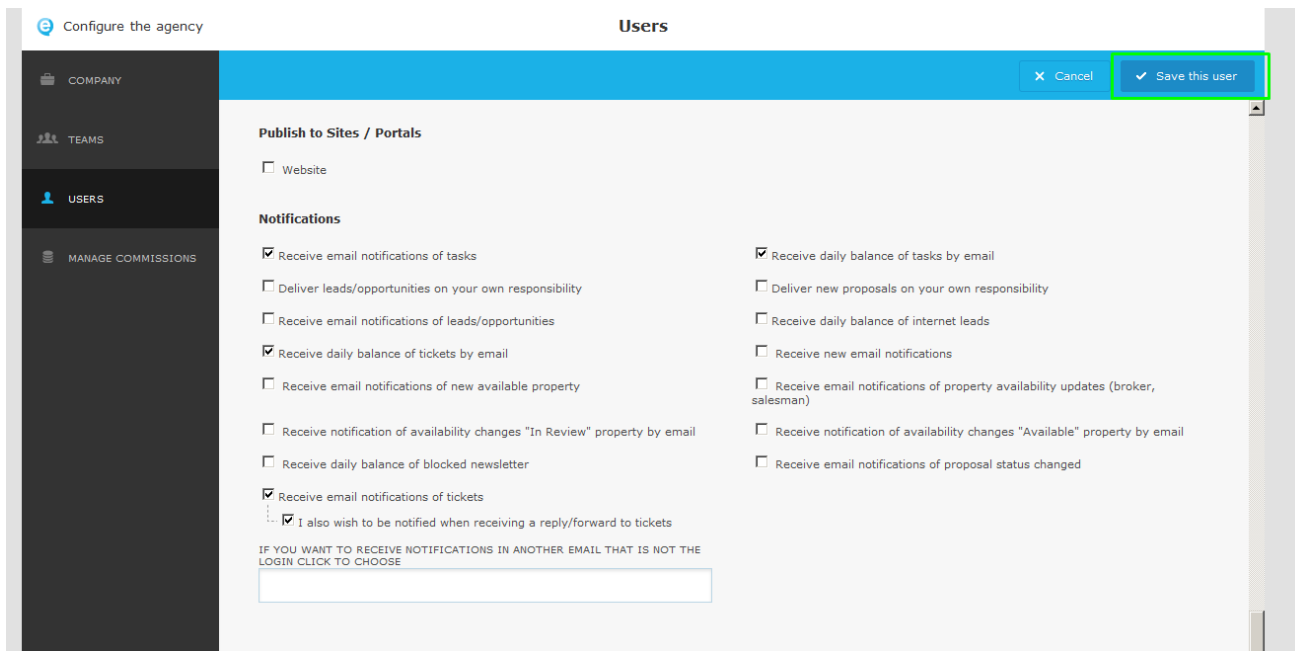 Configure the agency
Users
COMPANY
TEAMS
USERS
MANAGE COMMISSIONS
Cancel
Save this user
Publish to Sites / Portals
Website
Notifications
Receive email notifications of tasks
Receive daily balance of tasks by email
Deliver leads/opportunities on your own responsibility
Deliver new proposals on your own responsibility
Receive email notifications of leads/opportunities
Receive daily balance of internet leads
Receive daily balance of tickets by email
Receive new email notifications
Receive email notifications of new available property
Receive email notifications of property availability updates (broker,
salesman)
Receive notification of availability changes "In Review" property by email
Receive notification of availability changes "Available" property by email
Receive daily balance of blocked newsletter
Receive email notifications of proposal status changed
Receive email notifications of tickets
I also wish to be notified when receiving a reply/forward to tickets
IF YOU WANT TO RECEIVE NOTIFICATIONS IN ANOTHER EMAIL THAT IS NOT THE
LOGIN CLICK TO CHOOSE